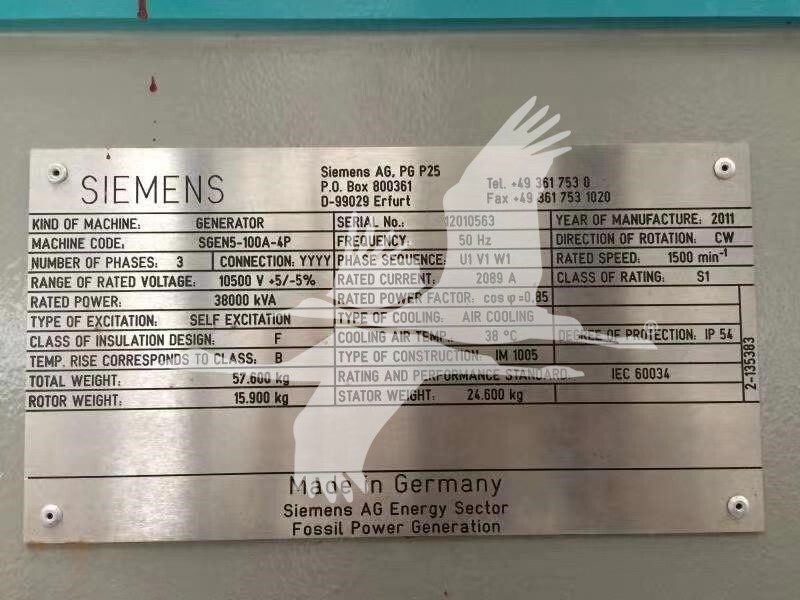 SIEMENS
Siemens AG, PG P25
P.O. Box 800361
D-99029 Erfurt
Tel. +49 361 753 0
Fax +49 361 753 1020
KIND OF MACHINE: GENERATOR SERIAL No.: 12010563 YEAR OF MANUFACTURE: 2011
MACHINE CODE: SGEN5-100A-4P FREQUENCY: 50 Hz DIRECTION OF ROTATION: CW
NUMBER OF PHASES: 3 CONNECTION: YYYY PHASE SEQUENCE: U1 V1 W1 RATED SPEED: 1500 min⁻¹
RANGE OF RATED VOLTAGE: 10500 V +5/-5% RATED CURRENT: 2089 A CLASS OF RATING: S1
RATED POWER: 38000 kVA RATED POWER FACTOR: cos φ=0.85
TYPE OF EXCITATION: SELF EXCITATION TYPE OF COOLING: AIR COOLING
CLASS OF INSULATION DESIGN: F COOLING AIR TEMP.: 38 °C DEGREE OF PROTECTION: IP 54
TEMP. RISE CORRESPONDS TO CLASS: B TYPE OF CONSTRUCTION: IM 1005
TOTAL WEIGHT: 57.600 kg RATING AND PERFORMANCE STANDARD: IEC 60034
ROTOR WEIGHT: 15.900 kg STATOR WEIGHT: 24.600 kg
2-135383
Made in Germany
Siemens AG Energy Sector
Fossil Power Generation